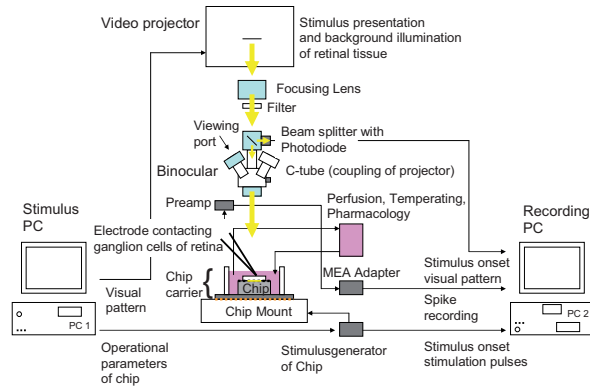 Video projector
Stimulus presentation
and background illumination
of retinal tissue
Focusing Lens
Filter
Viewing
port
Beam splitter with
Photodiode
Binocular
C-tube (coupling of projector)
Stimulus
PC
Preamp
Perfusion, Temperating,
Pharmacology
Recording
PC
Electrode contacting
ganglion cells of retina
Chip
carrier
Chip
MEA Adapter
Stimulus onset
visual pattern
Visual
pattern
Chip Mount
Spike
recording
PC 1
PC 2
Operational
parameters
of chip
Stimulusgenerator
of Chip
Stimulus onset
stimulation pulses